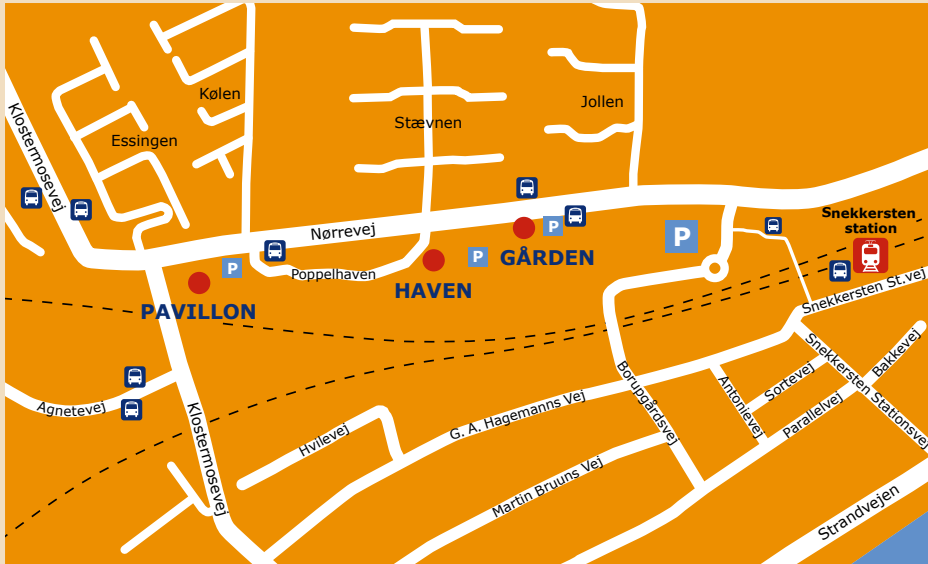 Kølen
Jollen
Stævnen
Klostermosevej
Essingen
Snekkersten
station
Nørrevej
P
P
GÅRDEN
P
P
Poppelhaven
HAVEN
PAVILLON
Snekkersten St.vej
Snekkersten Stationsvej
Bakkevej
Sortevej
Antonievej
Borupgårdsvej
Parallelvej
G. A. Hagemanns Vej
Agnetevej
Klostermosevej
Hvilevej
Martin Bruuns Vej
Strandvejen